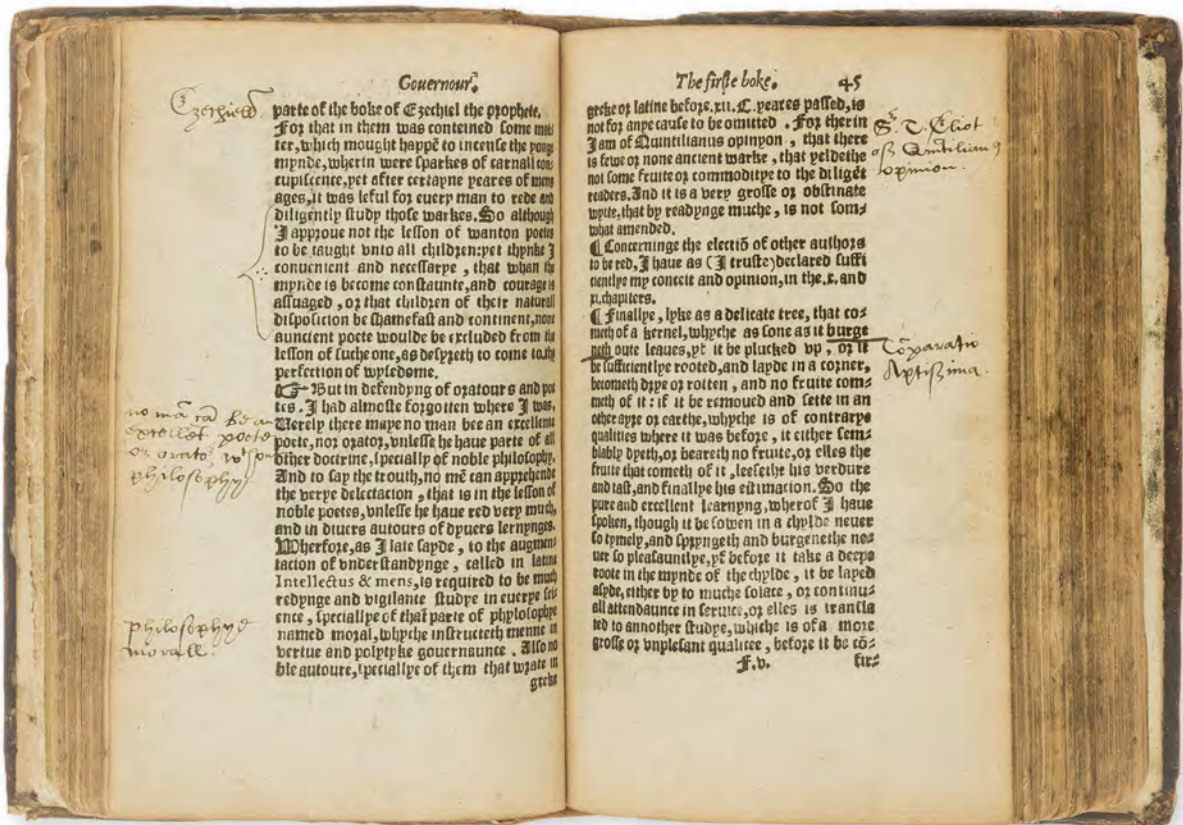 Gouernour.
Ezechiell
parte of the boke of Ezechiel the prophete.
For that in them was conteined some mat
ter, which mought happē to incense the yonge
mynde, wherin were sparkes of carnall con-
cupiscence, yet after certayne yeares of mens
ages, it was leful for euery man to rede and
diligently study those warkes. So although
I approue not the lesson of wanton poetes
to be taught vnto all children: yet thynke I
conuenient and necessarye, that whan the
mynde is become constaunte, and courage is
assuaged, or that children of their naturall
disposicion be shamefast and continent, none
auncient poete woulde be excluded from the
lesson of suche one, as desyreth to come to the
perfection of wysedome.
☞ But in defendyng of oratours and poe
tes. I had almoste forgotten where I was,
Uerely there maye no man bee an excellente
poete, nor orator, vnlesse he haue parte of all
other doctrine, specially of noble philosophy.
And to say the trouth, no mē can apprehende
the verye delectacion, that is in the lesson of
noble poetes, vnlesse he haue red very much,
and in diuers autours of dyuers lernynges.
Wherfore, as I late sayde, to the augmen-
tacion of vnderstandynge, called in latine
Intellectus & mens, is required to be much
redynge and vigilante studye in euerye sci-
ence, speciallye of that parte of phylosophye
named moral, whyche instructeth menne in
vertue and polytyke gouernaunce. Also no
ble autoure, speciallye of them that wrate in
greke
no mā cā be an
excellēt poete
or orator wt
philosophy
philosophye
morall.
The firste boke. 45
greke or latine before. xii. C. yeares passed, is
not for anye cause to be omitted. For therin
I am of Quintilianus opinyon, that there
is fewe or none ancient warke, that yeldethe
not some fruite or commoditye to the diligēt
readers. And it is a very grosse or obstinate
wytte, that by readynge muche, is not som-
what amended.
¶ Concerninge the electiō of other authors
to be red, I haue as (I truste) declared suffi
cientlye my conceit and opinion, in the. x. and
xi. chapiters.
¶ Finallye, lyke as a delicate tree, that co-
meth of a kernel, whyche as sone as it burge
neth oute leaues, yf it be plucked vp, or it
be sufficientlye rooted, and layde in a corner,
becometh drye or rotten, and no fruite com-
meth of it: if it be remoued and sette in an
other ayre or earthe, whyche is of contrarye
qualities where it was before, it either sem-
blably dyeth, or beareth no fruite, or elles the
fruite that cometh of it, leesethe his verdure
and tast, and finallye his estimacion. So the
pure and excellent learnyng, wherof I haue
spoken, though it be sowen in a chylde neuer
so tymely, and spryngeth and burgenethe ne-
uer so pleasauntlye, yf before it take a deepe
roote in the mynde of the chylde, it be layed
asyde, either by to muche solace, or continu-
all attendaunce in seruice, or elles is transla
ted to annother studye, whiche is of a more
grosse or vnplesant qualitee, before it be cō-
F.v. fir-
Sr. T. Eliot
of Quintilianus
opinion.
Cōparatio
Aptissima.